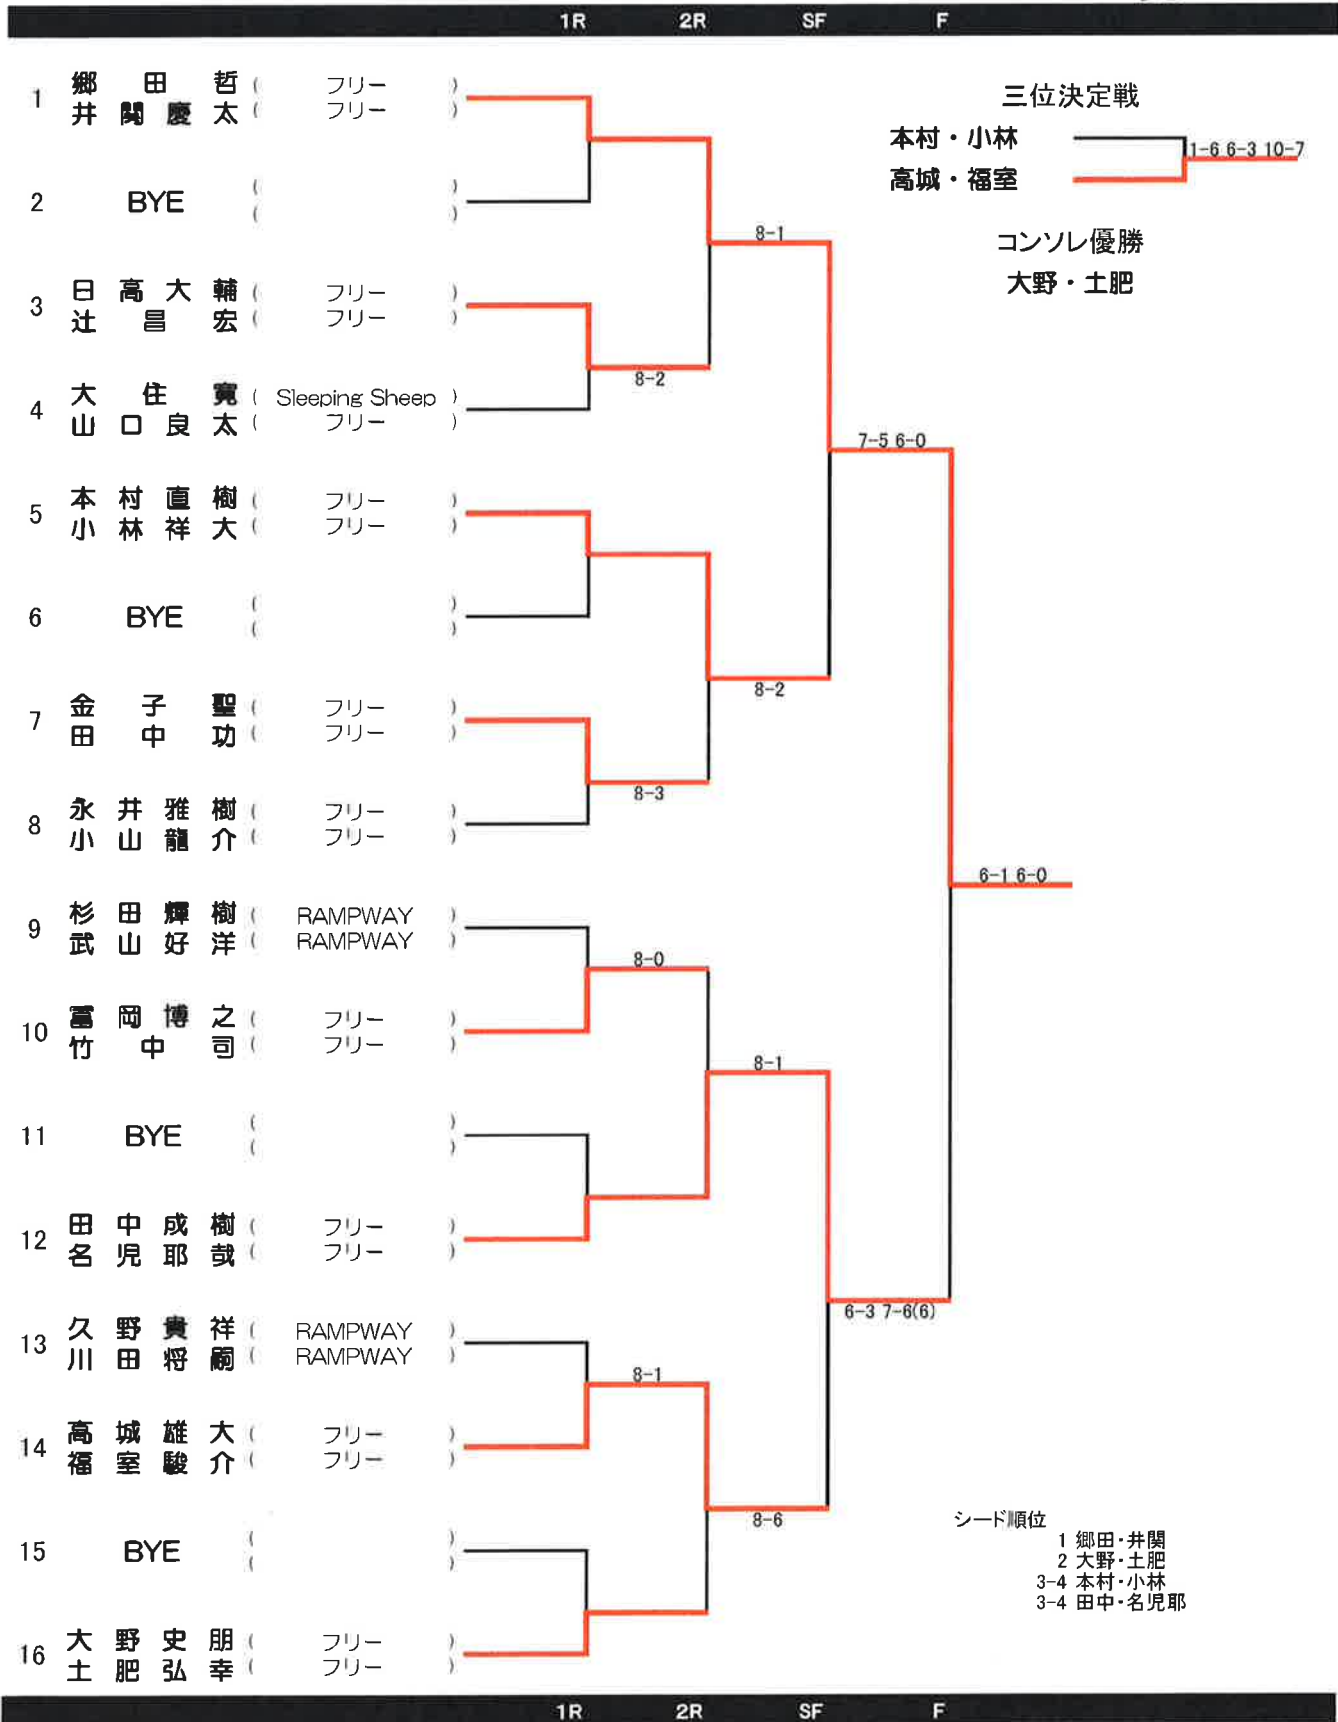 1R 2R SF F
1 郷田哲 ( フリー )
井関慶太 ( フリー )
2 BYE ( )
( )
3 日高大輔 ( フリー )
辻昌宏 ( フリー )
4 大住寛 ( Sleeping Sheep )
山口良太 ( フリー )
5 本村直樹 ( フリー )
小林祥大 ( フリー )
6 BYE ( )
( )
7 金子聖 ( フリー )
田中功 ( フリー )
8 永井雅樹 ( フリー )
小山龍介 ( フリー )
9 杉田輝樹 ( RAMPWAY )
武山好洋 ( RAMPWAY )
10 冨岡博之 ( フリー )
竹中司 ( フリー )
11 BYE ( )
( )
12 田中成樹 ( フリー )
名児耶哉 ( フリー )
13 久野貴祥 ( RAMPWAY )
川田将嗣 ( RAMPWAY )
14 高城雄大 ( フリー )
福室駿介 ( フリー )
15 BYE ( )
( )
16 大野史朋 ( フリー )
土肥弘幸 ( フリー )
8-2
8-3
8-0
8-1
8-1
8-2
8-1
8-6
7-5 6-0
6-3 7-6(6)
6-1 6-0
三位決定戦
本村・小林
1-6 6-3 10-7
高城・福室
コンソレ優勝
大野・土肥
シード順位
1 郷田・井関
2 大野・土肥
3-4 本村・小林
3-4 田中・名児耶
1R 2R SF F